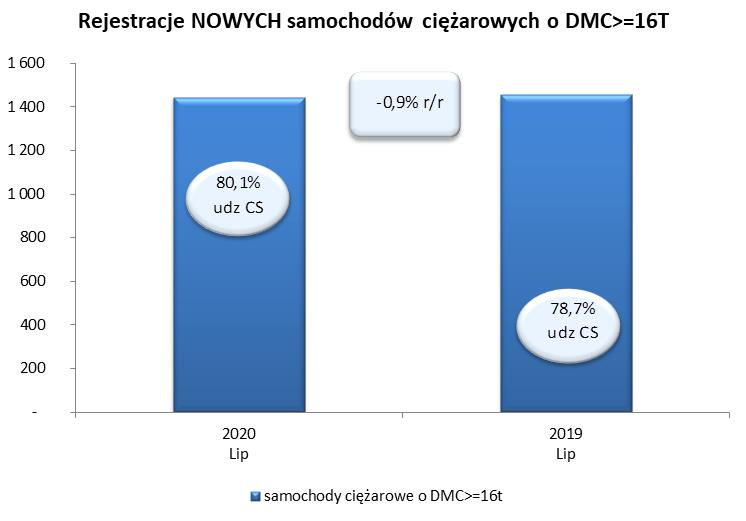 Rejestracje NOWYCH samochodów ciężarowych o DMC>=16T
1 600
1 400
1 200
1 000
800
600
400
200
-
-0,9% r/r
80,1%
udz CS
78,7%
udz CS
2020
Lip
2019
Lip
samochody ciężarowe o DMC>=16t